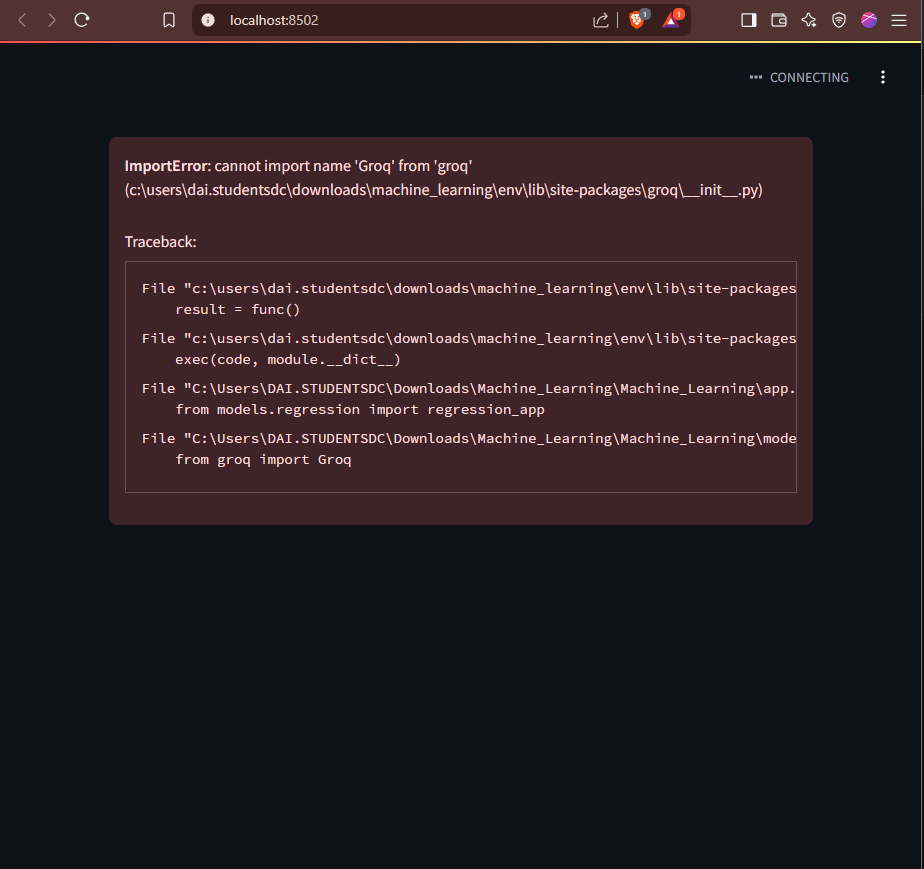 localhost:8502
1
1
CONNECTING
ImportError: cannot import name 'Groq' from 'groq'
(c:\users\dai.studentsdc\downloads\machine_learning\env\lib\site-packages\groq\__init__.py)
Traceback:
File "c:\users\dai.studentsdc\downloads\machine_learning\env\lib\site-packages
result = func()
File "c:\users\dai.studentsdc\downloads\machine_learning\env\lib\site-packages
exec(code, module.__dict__)
File "C:\Users\DAI.STUDENTSDC\Downloads\Machine_Learning\Machine_Learning\app.
from models.regression import regression_app
File "C:\Users\DAI.STUDENTSDC\Downloads\Machine_Learning\Machine_Learning\mode
from groq import Groq